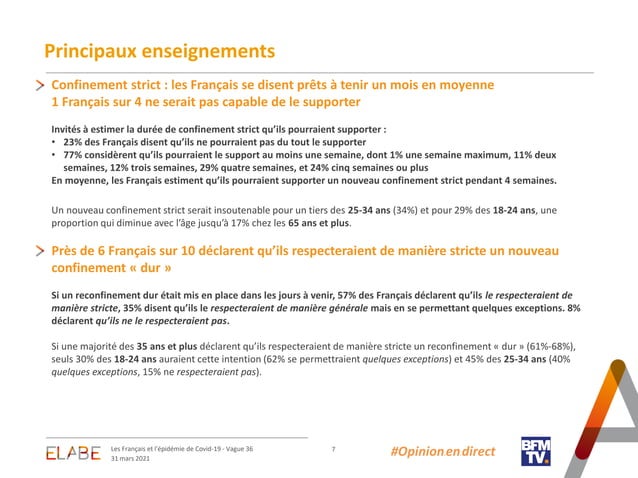 Principaux enseignements
Confinement strict : les Français se disent prêts à tenir un mois en moyenne
1 Français sur 4 ne serait pas capable de le supporter
Invités à estimer la durée de confinement strict qu’ils pourraient supporter :
• 23% des Français disent qu’ils ne pourraient pas du tout le supporter
• 77% considèrent qu’ils pourraient le support au moins une semaine, dont 1% une semaine maximum, 11% deux
semaines, 12% trois semaines, 29% quatre semaines, et 24% cinq semaines ou plus
En moyenne, les Français estiment qu’ils pourraient supporter un nouveau confinement strict pendant 4 semaines.
Un nouveau confinement strict serait insoutenable pour un tiers des 25-34 ans (34%) et pour 29% des 18-24 ans, une
proportion qui diminue avec l’âge jusqu’à 17% chez les 65 ans et plus.
Près de 6 Français sur 10 déclarent qu’ils respecteraient de manière stricte un nouveau
confinement « dur »
Si un reconfinement dur était mis en place dans les jours à venir, 57% des Français déclarent qu’ils le respecteraient de
manière stricte, 35% disent qu’ils le respecteraient de manière générale mais en se permettant quelques exceptions. 8%
déclarent qu’ils ne le respecteraient pas.
Si une majorité des 35 ans et plus déclarent qu’ils respecteraient de manière stricte un reconfinement « dur » (61%-68%),
seuls 30% des 18-24 ans auraient cette intention (62% se permettraient quelques exceptions) et 45% des 25-34 ans (40%
quelques exceptions, 15% ne respecteraient pas).
ELABE
Les Français et l'épidémie de Covid-19 - Vague 36
31 mars 2021
7
#Opinion en direct
BFM
TV.